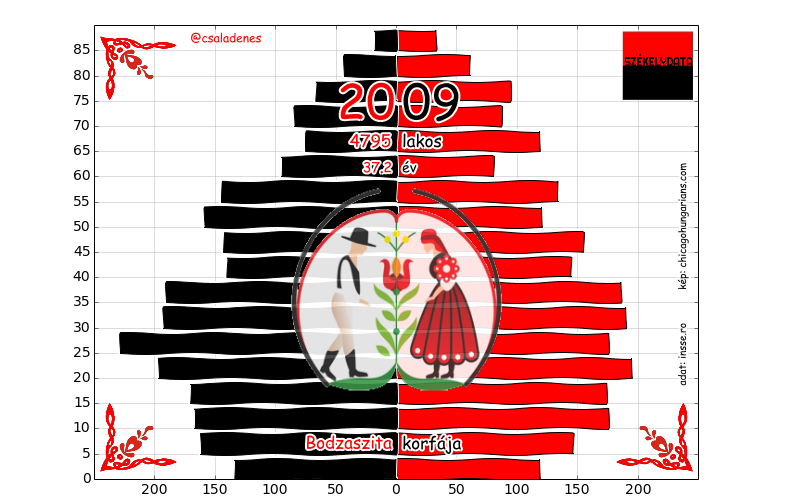 @csaladenes
SZÉKELYDATA
2009
4795 lakos
37.2 év
kép: chicagohungarians.com
adat: insse.ro
Bodzaszita korfája
85
80
75
70
65
60
55
50
45
40
35
30
25
20
15
10
5
0
200 150 100 50 0 50 100 150 200